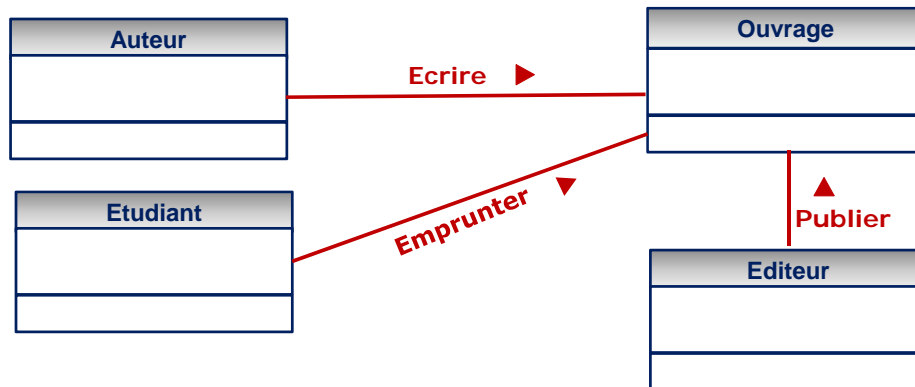 Auteur
Ouvrage
Ecrire
Etudiant
Emprunter
Publier
Editeur